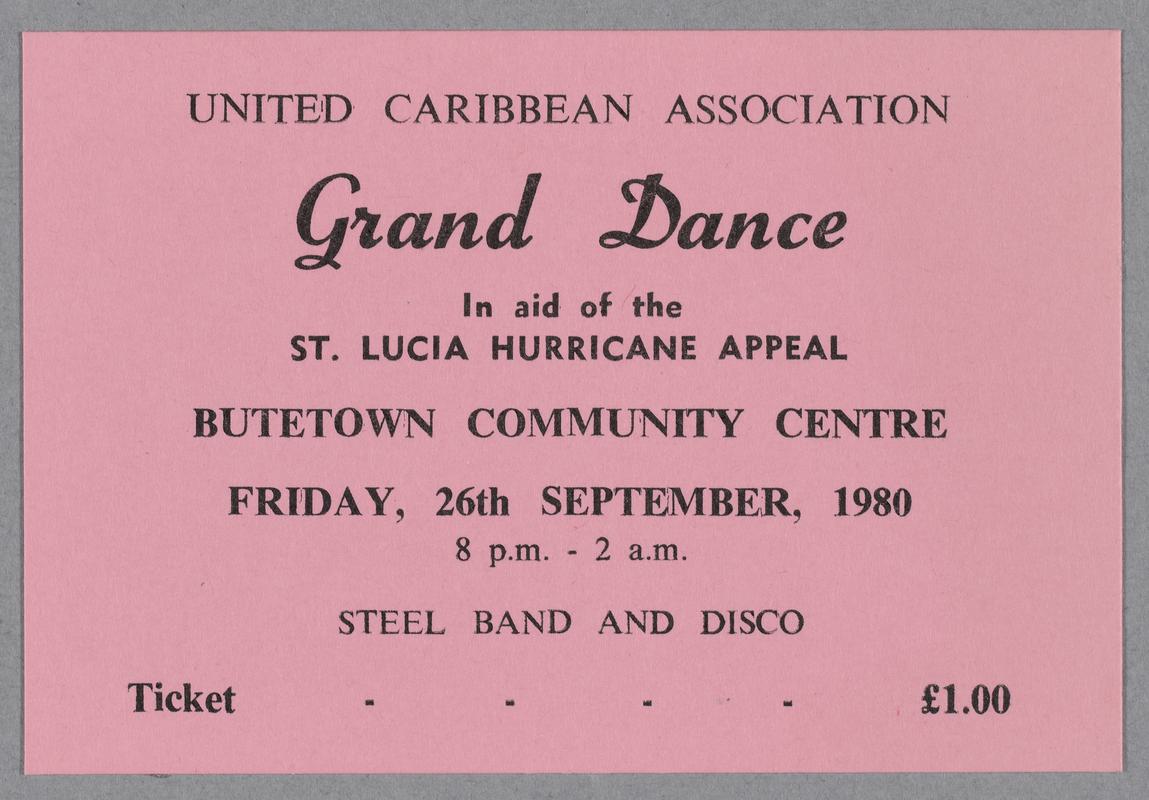 UNITED CARIBBEAN ASSOCIATION
Grand Dance
In aid of the
ST. LUCIA HURRICANE APPEAL
BUTETOWN COMMUNITY CENTRE
FRIDAY, 26th SEPTEMBER, 1980
8 p.m. - 2 a.m.
STEEL BAND AND DISCO
Ticket - - - - £1.00